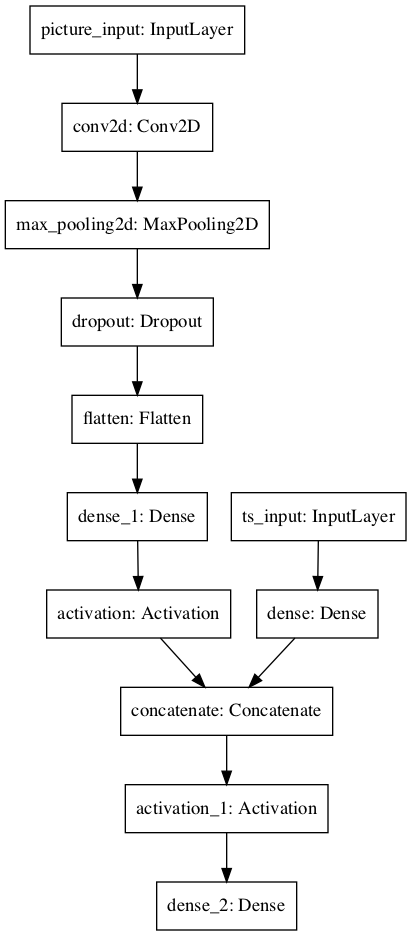 picture_input: InputLayer
conv2d: Conv2D
max_pooling2d: MaxPooling2D
dropout: Dropout
flatten: Flatten
dense_1: Dense
ts_input: InputLayer
activation: Activation
dense: Dense
concatenate: Concatenate
activation_1: Activation
dense_2: Dense